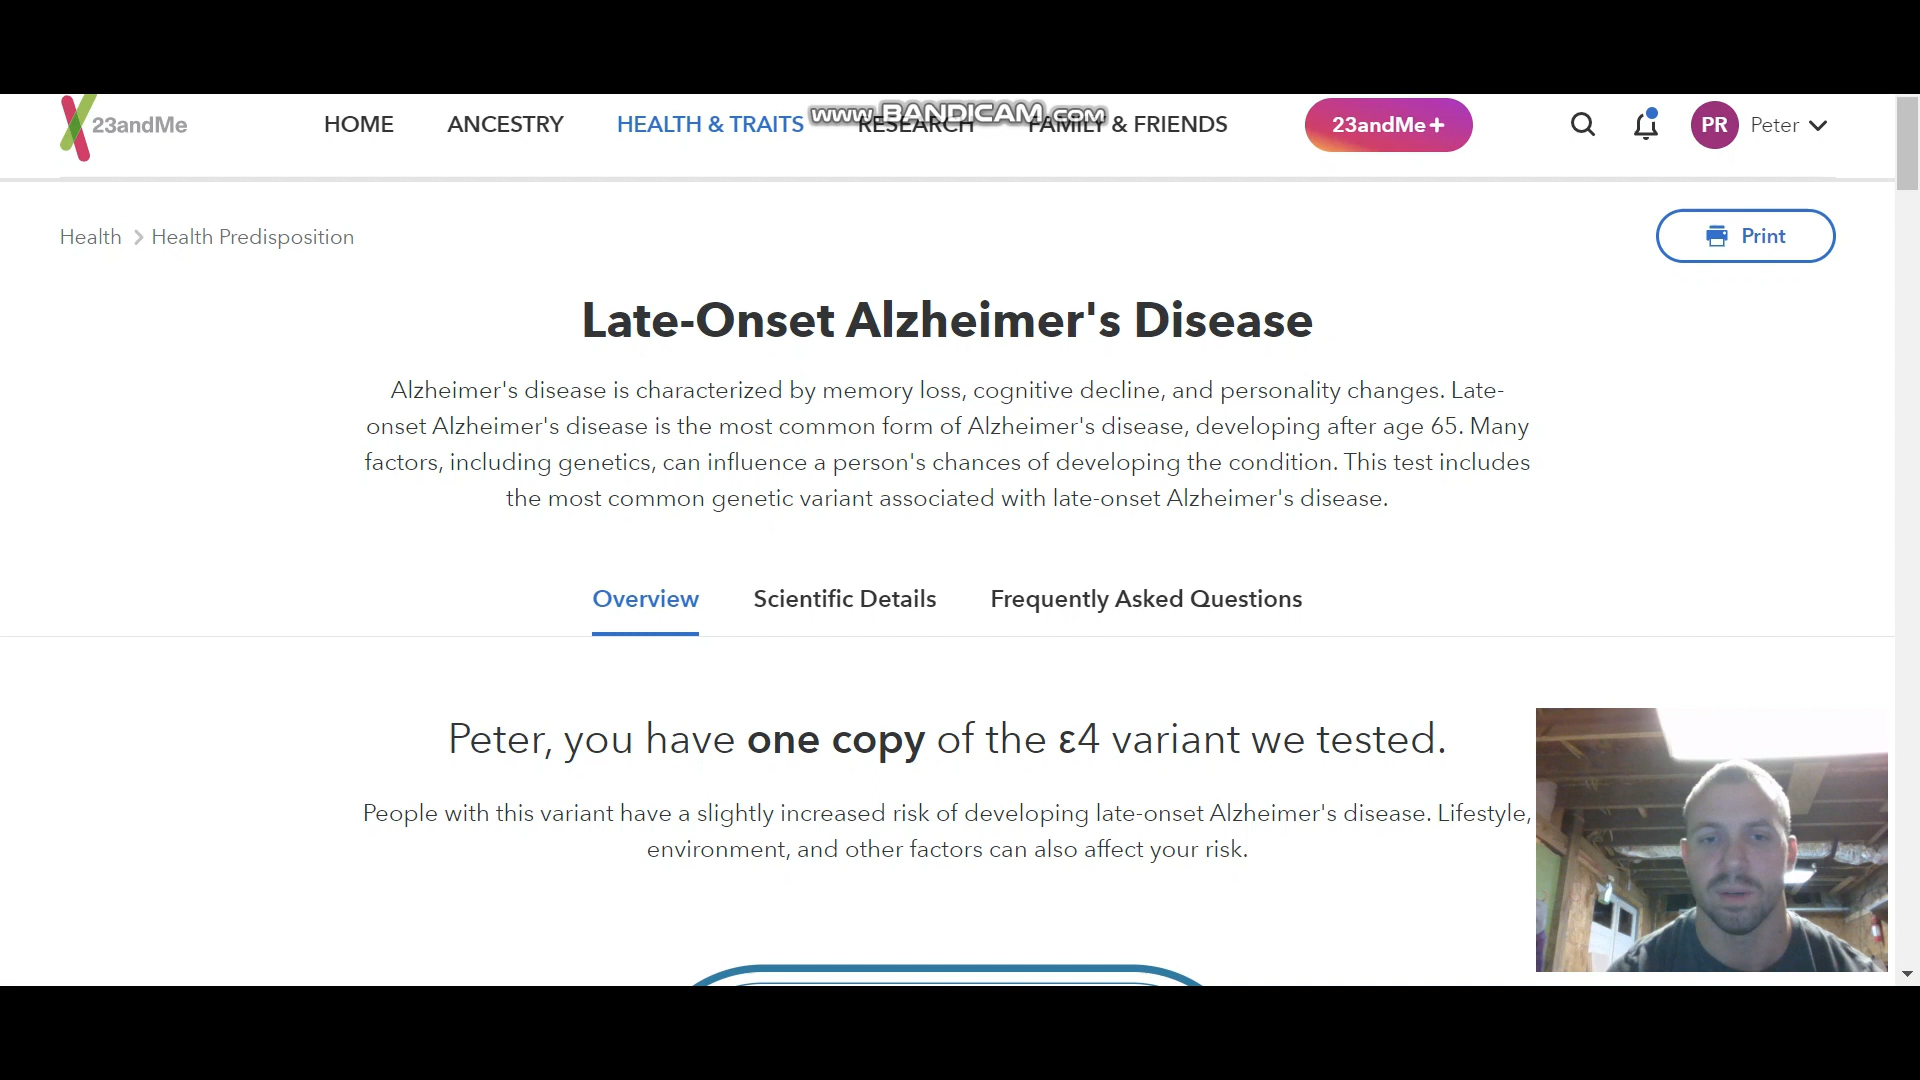 www.BANDICAM.com
23andMe HOME ANCESTRY HEALTH & TRAITS RESEARCH FAMILY & FRIENDS 23andMe+ PR Peter
Health Health Predisposition Print
Late-Onset Alzheimer's Disease
Alzheimer's disease is characterized by memory loss, cognitive decline, and personality changes. Late-
onset Alzheimer's disease is the most common form of Alzheimer's disease, developing after age 65. Many
factors, including genetics, can influence a person's chances of developing the condition. This test includes
the most common genetic variant associated with late-onset Alzheimer's disease.
Overview Scientific Details Frequently Asked Questions
Peter, you have one copy of the ε4 variant we tested.
People with this variant have a slightly increased risk of developing late-onset Alzheimer's disease. Lifestyle,
environment, and other factors can also affect your risk.